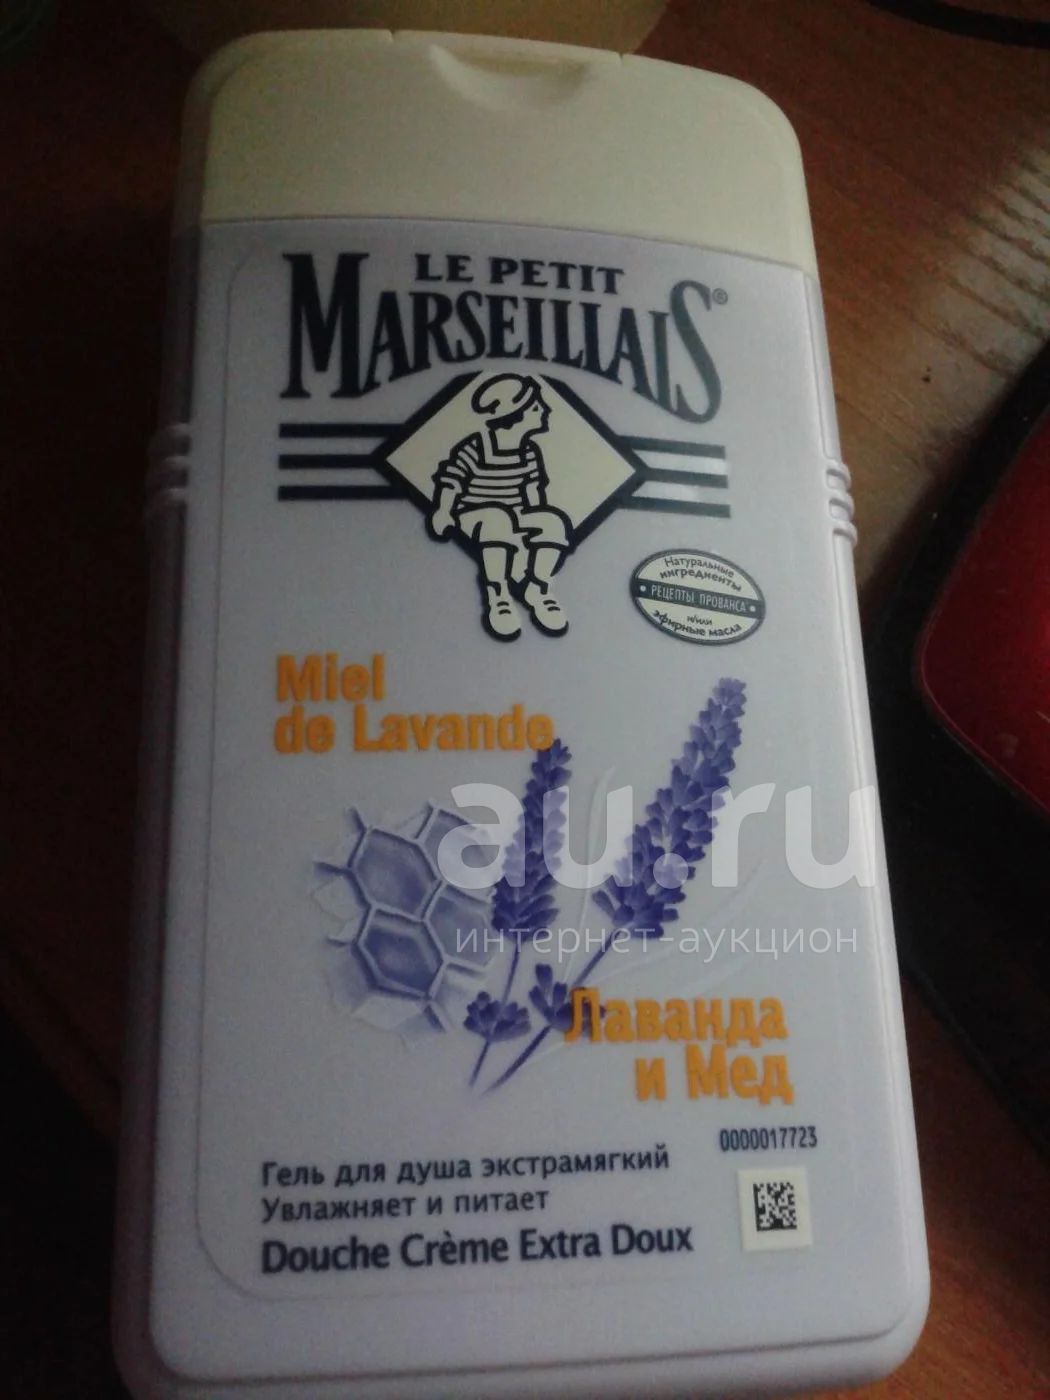 LE PETIT
MARSEILLAIS®
Натуральные
ингредиенты
• РЕЦЕПТЫ ПРОВАНСА •
и/или
эфирные масла
Miel
de Lavande
au.ru
интернет-аукцион
Лаванда
и Мед
0000017723
Гель для душа экстрамягкий
Увлажняет и питает
Douche Crème Extra Doux